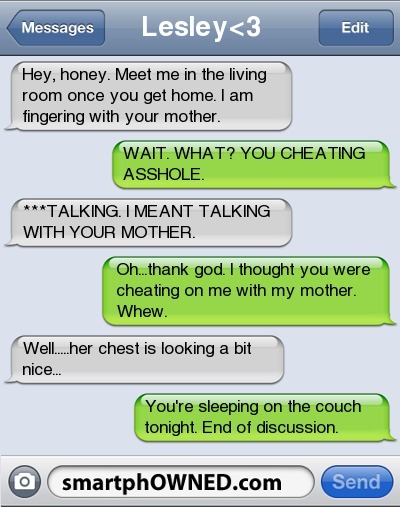 Messages
Lesley<3
Edit
Hey, honey. Meet me in the living
room once you get home. I am
fingering with your mother.
WAIT. WHAT? YOU CHEATING
ASSHOLE.
***TALKING. I MEANT TALKING
WITH YOUR MOTHER.
Oh...thank god. I thought you were
cheating on me with my mother.
Whew.
Well.....her chest is looking a bit
nice...
You're sleeping on the couch
tonight. End of discussion.
smartphOWNED.com
Send